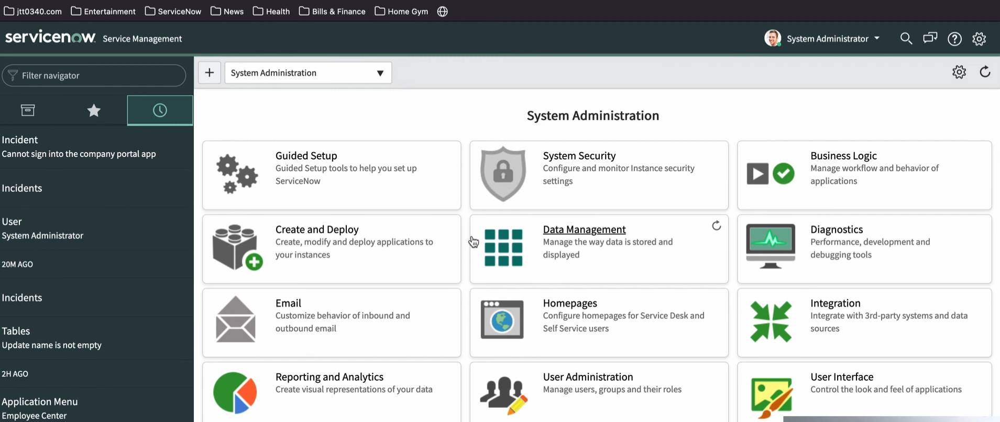 jtt0340.com Entertainment ServiceNow News Health Bills & Finance Home Gym
servicenow Service Management System Administrator
Filter navigator
System Administration
Incident
Cannot sign into the company portal app
Incidents
User
System Administrator
20M AGO
Incidents
Tables
Update name is not empty
2H AGO
Application Menu
Employee Center
System Administration
Guided Setup
Guided Setup tools to help you set up
ServiceNow
System Security
Configure and monitor Instance security
settings
Business Logic
Manage workflow and behavior of
applications
Create and Deploy
Create, modify and deploy applications to
your instances
Data Management
Manage the way data is stored and
displayed
Diagnostics
Performance, development and
debugging tools
Email
Customize behavior of inbound and
outbound email
Homepages
Configure homepages for Service Desk and
Self Service users
Integration
Integrate with 3rd-party systems and data
sources
Reporting and Analytics
Create visual representations of your data
User Administration
Manage users, groups and their roles
User Interface
Control the look and feel of applications